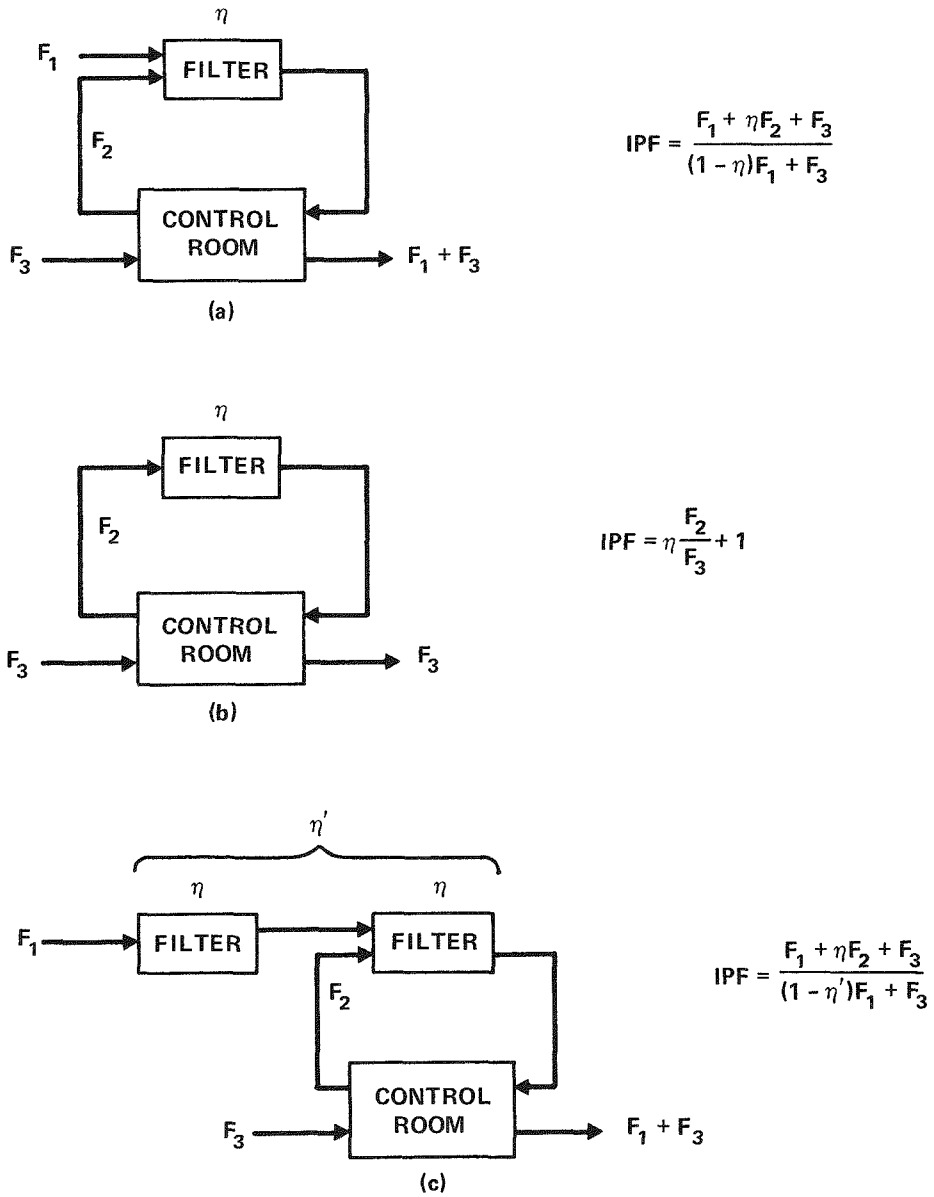 η
F₁
FILTER
F₂
CONTROL
ROOM
F₃
F₁ + F₃
(a)
IPF = (F₁ + ηF₂ + F₃) / ((1 − η)F₁ + F₃)
η
FILTER
F₂
CONTROL
ROOM
F₃
F₃
(b)
IPF = η F₂/F₃ + 1
η′
η
η
F₁
FILTER
FILTER
F₂
CONTROL
ROOM
F₃
F₁ + F₃
(c)
IPF = (F₁ + ηF₂ + F₃) / ((1 − η′)F₁ + F₃)